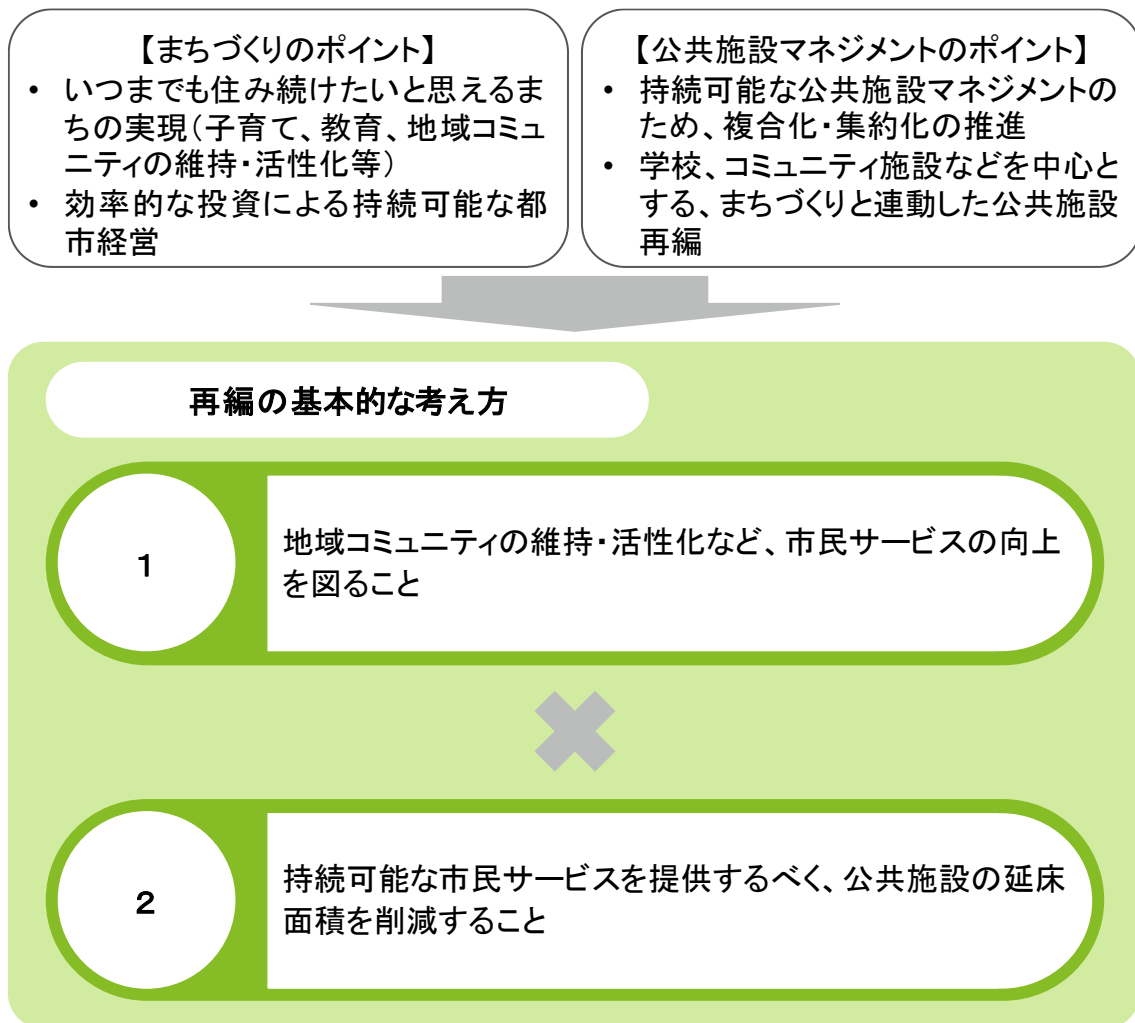 【まちづくりのポイント】
• いつまでも住み続けたいと思えるま
ちの実現(子育て、教育、地域コミュ
ニティの維持・活性化等)
• 効率的な投資による持続可能な都
市経営
【公共施設マネジメントのポイント】
• 持続可能な公共施設マネジメントの
ため、複合化・集約化の推進
• 学校、コミュニティ施設などを中心と
する、まちづくりと連動した公共施設
再編
再編の基本的な考え方
1
地域コミュニティの維持・活性化など、市民サービスの向上
を図ること
2
持続可能な市民サービスを提供するべく、公共施設の延床
面積を削減すること